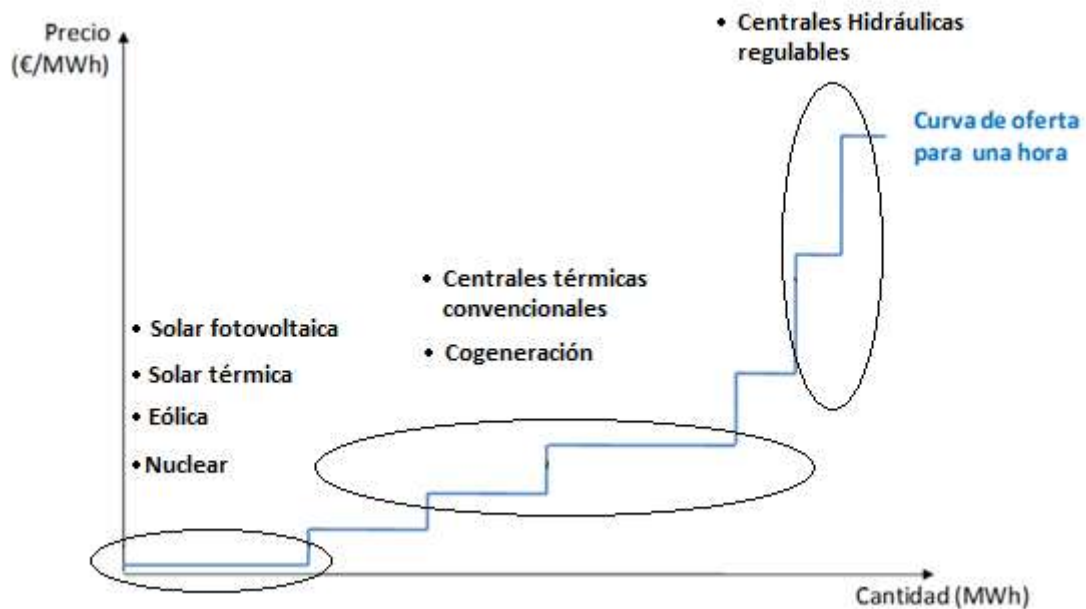 Precio
(€/MWh)
• Centrales Hidráulicas
regulables
Curva de oferta
para una hora
• Centrales térmicas
convencionales
• Cogeneración
• Solar fotovoltaica
• Solar térmica
• Eólica
• Nuclear
Cantidad (MWh)